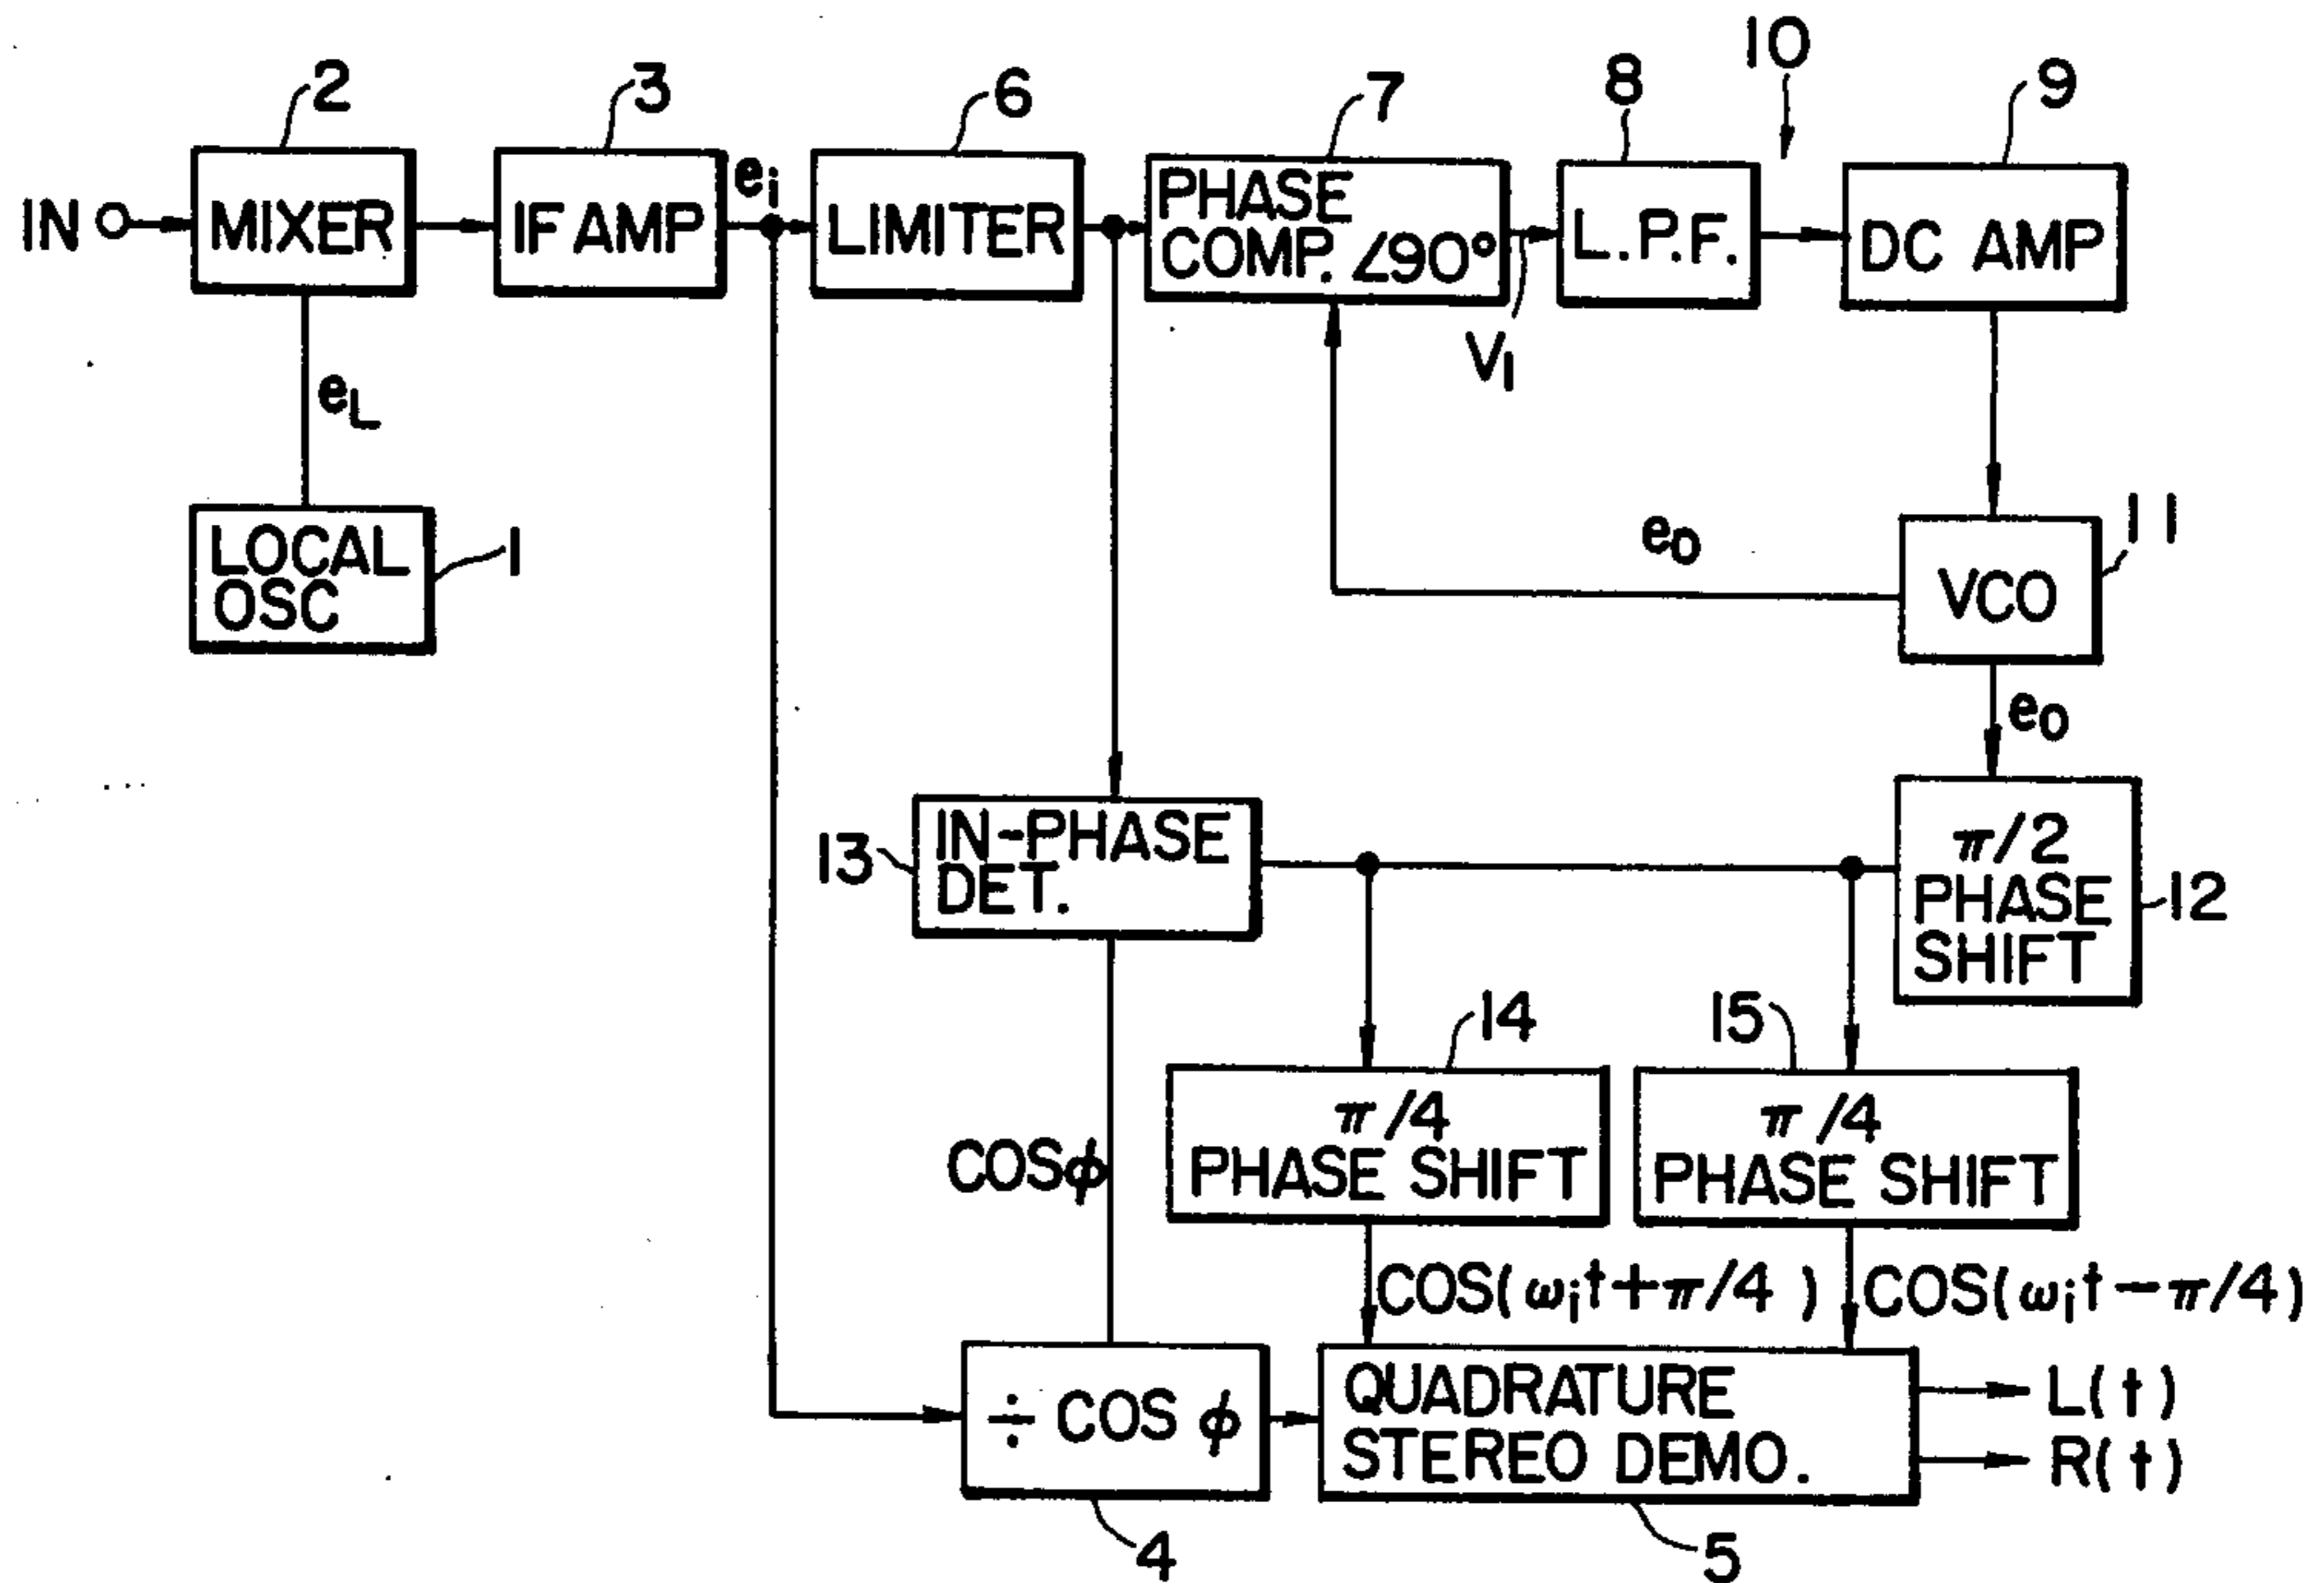 10
2
3
6
7
8
9
IN
MIXER
IF AMP
ei
LIMITER
PHASE
COMP. ∠90°
L.P.F.
DC AMP
V1
eL
LOCAL
OSC
1
eo
VCO
11
eo
IN-PHASE
DET.
13
π/2
PHASE
SHIFT
12
14
15
π/4
PHASE SHIFT
π/4
PHASE SHIFT
COSϕ
COS(ωit+π/4)
COS(ωit−π/4)
÷ COS ϕ
QUADRATURE
STEREO DEMO.
L(t)
R(t)
4
5